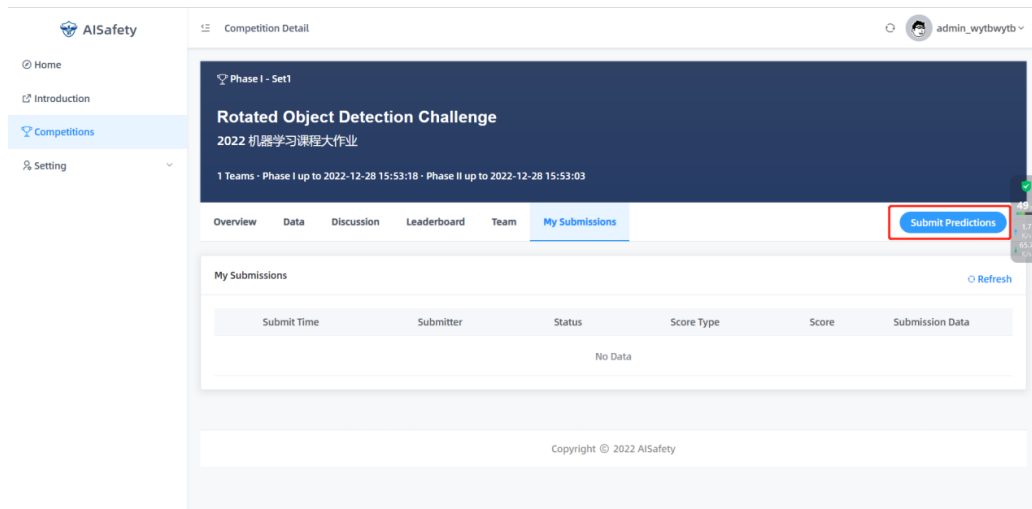 AISafety
Competition Detail
admin_wytbwytb
Home
Introduction
Competitions
Setting
Phase I - Set1
Rotated Object Detection Challenge
2022 机器学习课程大作业
1 Teams · Phase I up to 2022-12-28 15:53:18 · Phase II up to 2022-12-28 15:53:03
Overview Data Discussion Leaderboard Team My Submissions Submit Predictions
49
My Submissions
Refresh
Submit Time Submitter Status Score Type Score Submission Data
No Data
Copyright © 2022 AISafety